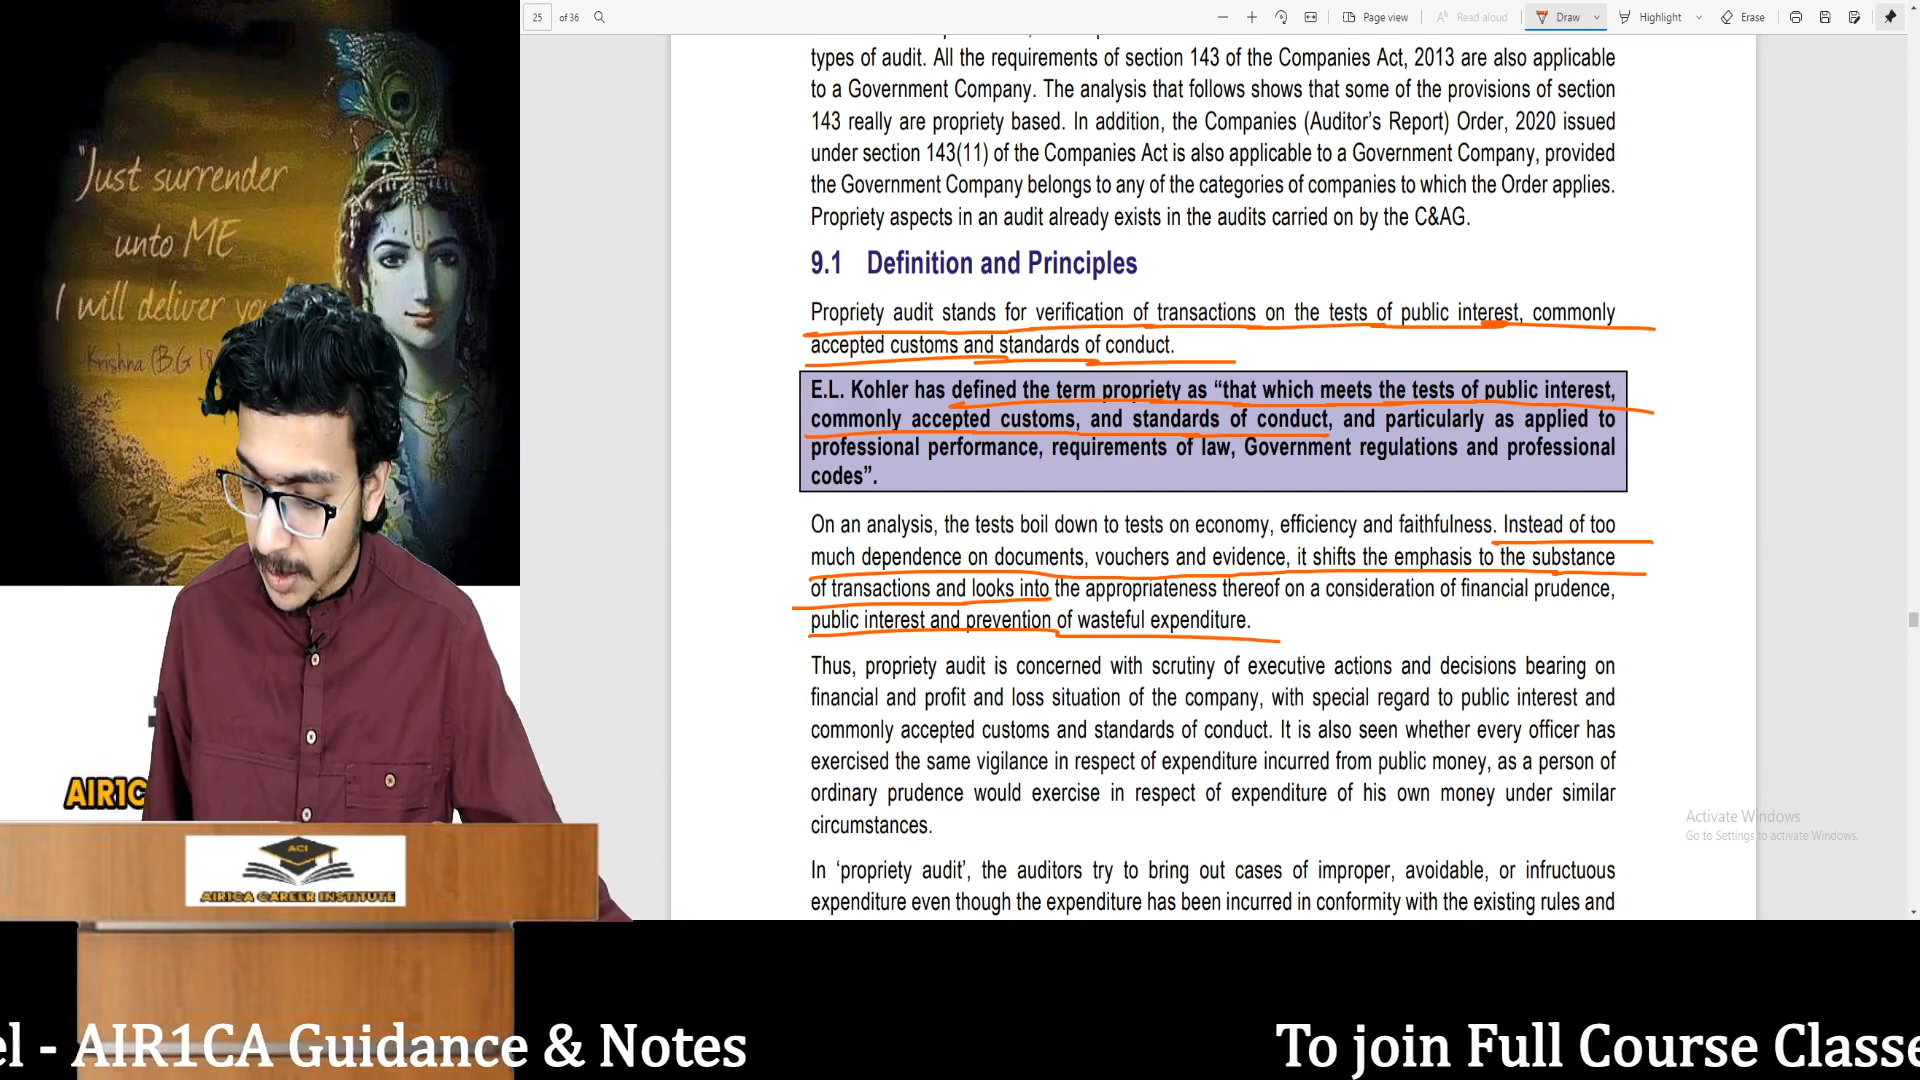 25 of 36
Page view
Read aloud
Draw
Highlight
Erase
types of audit. All the requirements of section 143 of the Companies Act, 2013 are also applicable
to a Government Company. The analysis that follows shows that some of the provisions of section
143 really are propriety based. In addition, the Companies (Auditor's Report) Order, 2020 issued
under section 143(11) of the Companies Act is also applicable to a Government Company, provided
the Government Company belongs to any of the categories of companies to which the Order applies.
Propriety aspects in an audit already exists in the audits carried on by the C&AG.
9.1 Definition and Principles
Propriety audit stands for verification of transactions on the tests of public interest, commonly
accepted customs and standards of conduct.
E.L. Kohler has defined the term propriety as “that which meets the tests of public interest,
commonly accepted customs, and standards of conduct, and particularly as applied to
professional performance, requirements of law, Government regulations and professional
codes”.
On an analysis, the tests boil down to tests on economy, efficiency and faithfulness. Instead of too
much dependence on documents, vouchers and evidence, it shifts the emphasis to the substance
of transactions and looks into the appropriateness thereof on a consideration of financial prudence,
public interest and prevention of wasteful expenditure.
Thus, propriety audit is concerned with scrutiny of executive actions and decisions bearing on
financial and profit and loss situation of the company, with special regard to public interest and
commonly accepted customs and standards of conduct. It is also seen whether every officer has
exercised the same vigilance in respect of expenditure incurred from public money, as a person of
ordinary prudence would exercise in respect of expenditure of his own money under similar
circumstances.
In ‘propriety audit’, the auditors try to bring out cases of improper, avoidable, or infructuous
expenditure even though the expenditure has been incurred in conformity with the existing rules and
Activate Windows
Go to Settings to activate Windows.
"Just surrender
unto ME
I will deliver you
- Krishna (B.G 18
AIR1C
ACI
AIR1CA CAREER INSTITUTE
el - AIR1CA Guidance & Notes
To join Full Course Classe